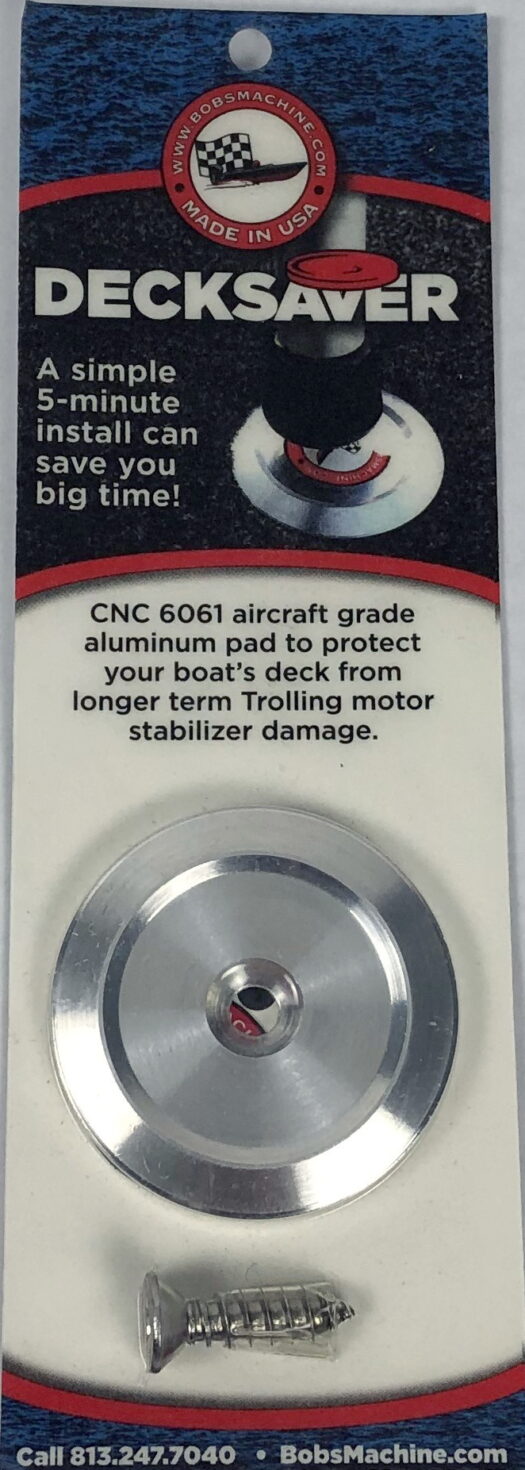 WWW.BOBSMACHINE.COM
• MADE IN USA •
DECKSAVER
A simple
5-minute
install can
save you
big time!
CNC 6061 aircraft grade
aluminum pad to protect
your boat's deck from
longer term Trolling motor
stabilizer damage.
Call 813.247.7040 • BobsMachine.com